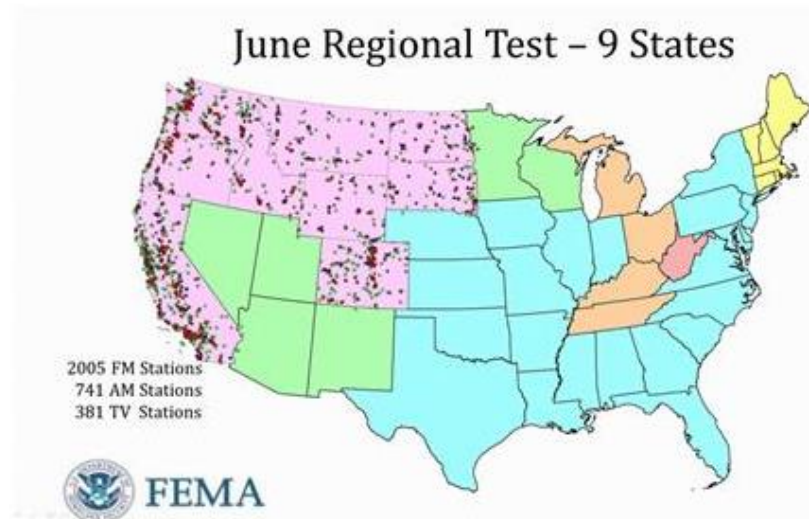 June Regional Test – 9 States
2005 FM Stations
741 AM Stations
381 TV Stations
FEMA